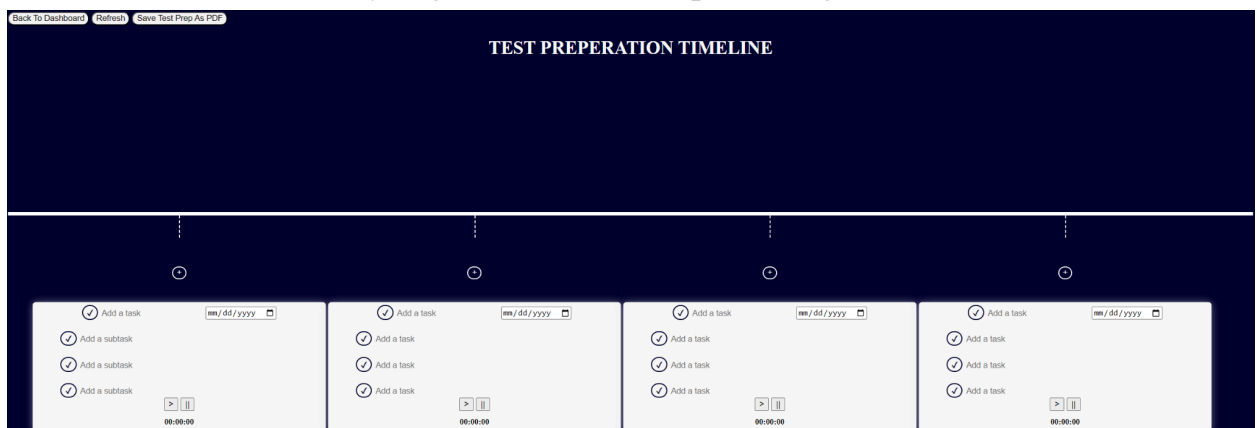 Back To Dashboard Refresh Save Test Prep As PDF
TEST PREPERATION TIMELINE
+ + + +
Add a task mm/dd/yyyy Add a task mm/dd/yyyy Add a task mm/dd/yyyy Add a task mm/dd/yyyy
Add a subtask Add a task Add a task Add a task
Add a subtask Add a task Add a task Add a task
Add a subtask Add a task Add a task Add a task
> || > || > || > ||
00:00:00 00:00:00 00:00:00 00:00:00